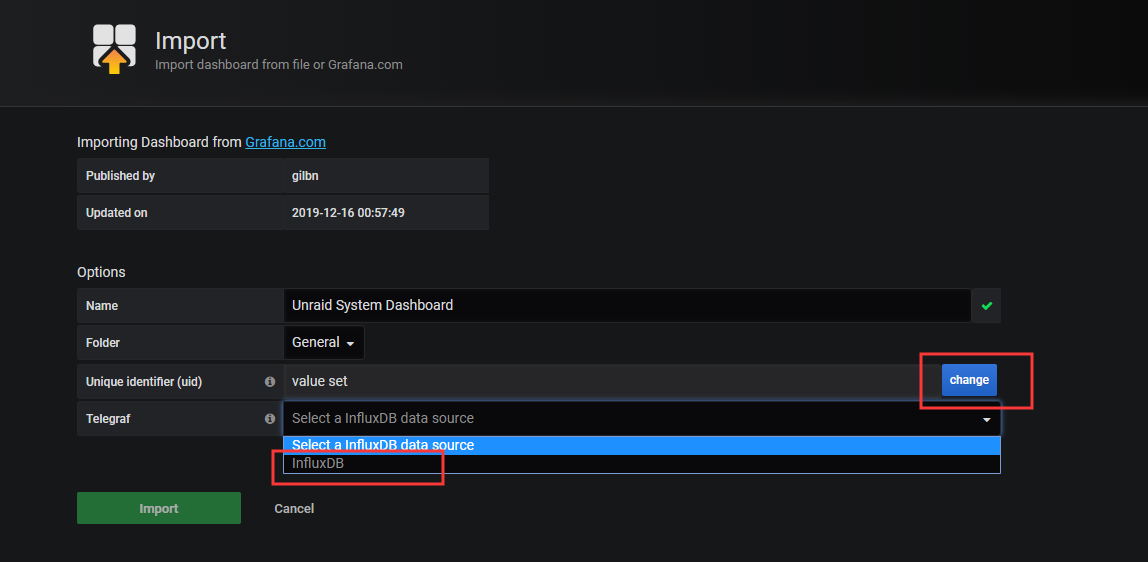 Import
Import dashboard from file or Grafana.com
Importing Dashboard from Grafana.com
Published by gilbn
Updated on 2019-12-16 00:57:49
Options
Name Unraid System Dashboard
Folder General
Unique identifier (uid) value set change
Telegraf Select a InfluxDB data source
Select a InfluxDB data source
InfluxDB
Import Cancel